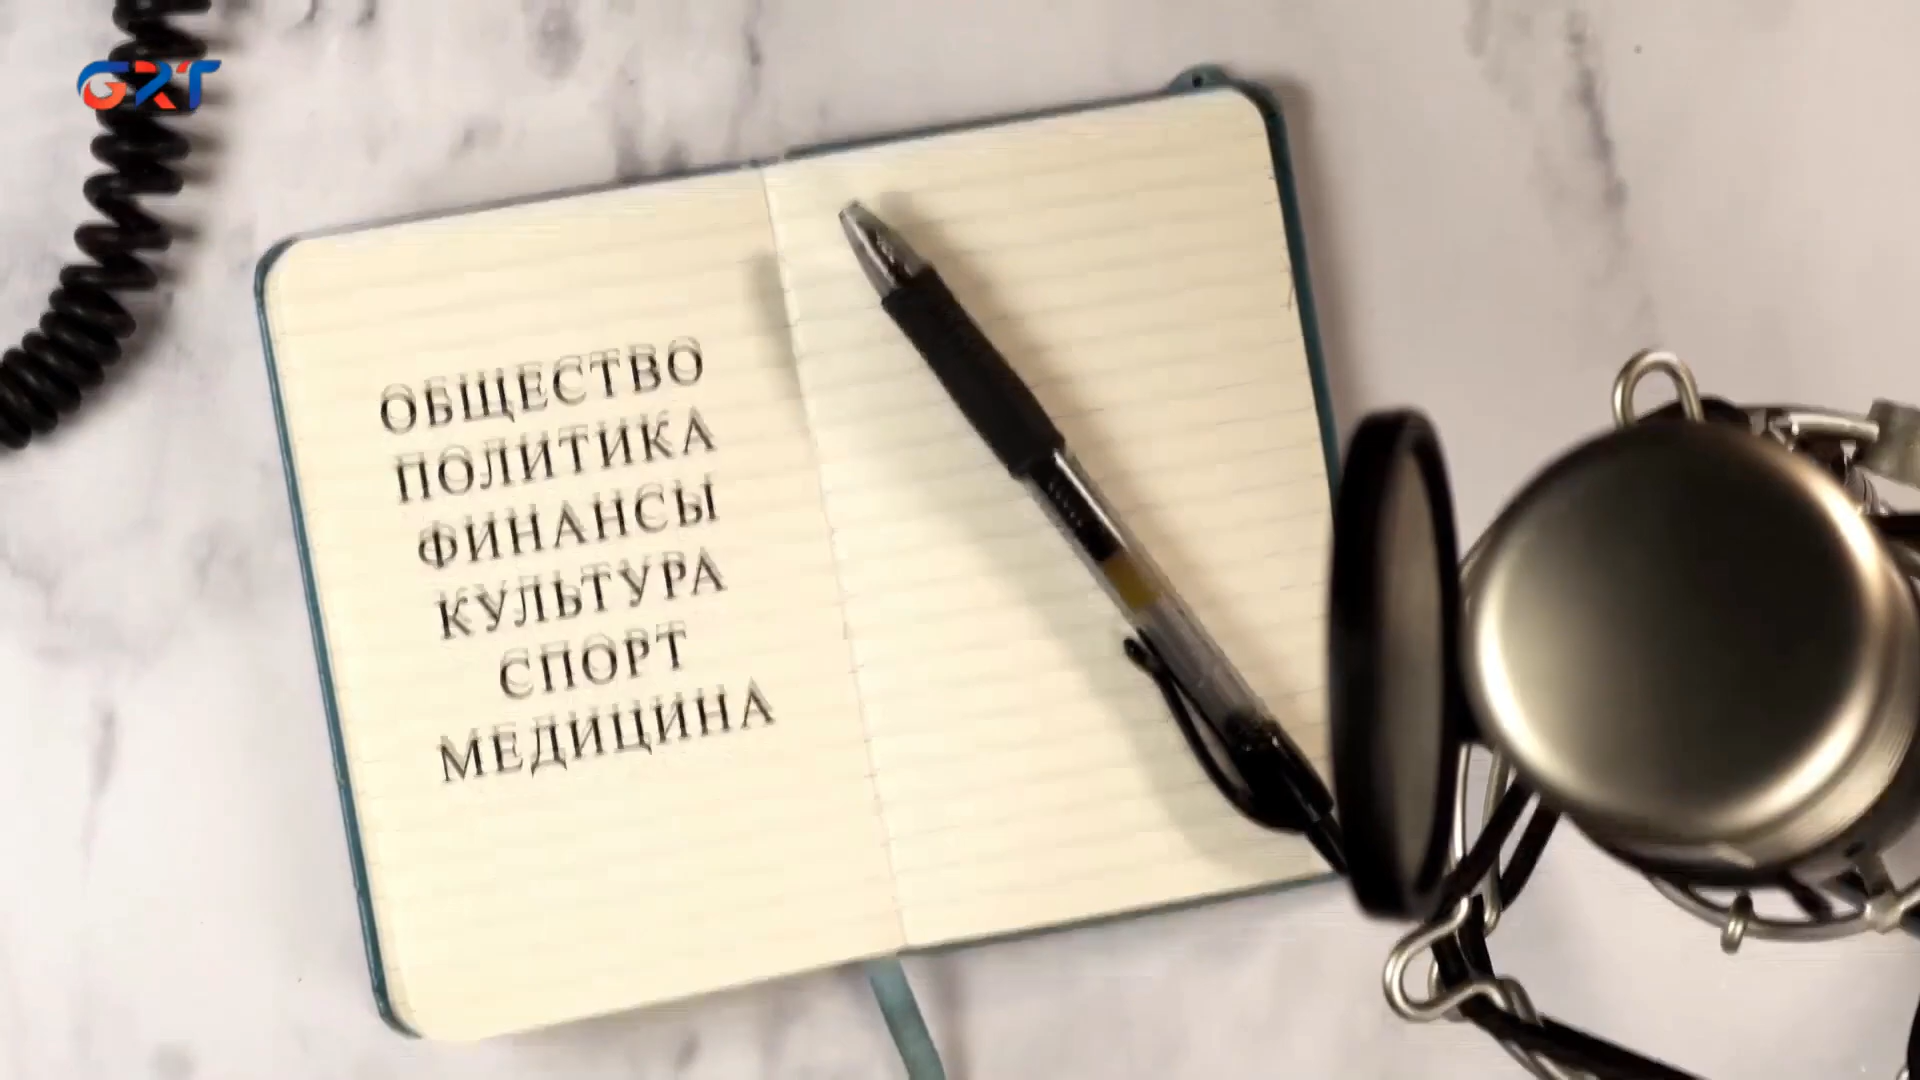 GRT
ОБЩЕСТВО
ПОЛИТИКА
ФИНАНСЫ
КУЛЬТУРА
СПОРТ
МЕДИЦИНА